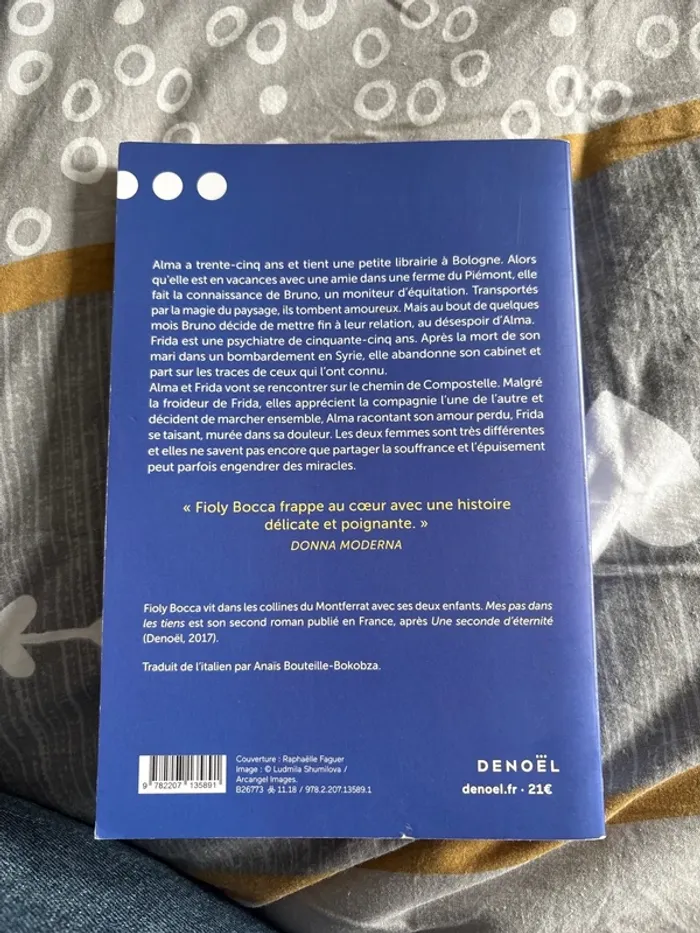 Alma a trente-cinq ans et tient une petite librairie à Bologne. Alors
qu'elle est en vacances avec une amie dans une ferme du Piémont, elle
fait la connaissance de Bruno, un moniteur d'équitation. Transportés
par la magie du paysage, ils tombent amoureux. Mais au bout de quelques
mois Bruno décide de mettre fin à leur relation, au désespoir d'Alma.
Frida est une psychiatre de cinquante-cinq ans. Après la mort de son
mari dans un bombardement en Syrie, elle abandonne son cabinet et
part sur les traces de ceux qui l'ont connu.
Alma et Frida vont se rencontrer sur le chemin de Compostelle. Malgré
la froideur de Frida, elles apprécient la compagnie l'une de l'autre et
décident de marcher ensemble, Alma racontant son amour perdu, Frida
se taisant, murée dans sa douleur. Les deux femmes sont très différentes
et elles ne savent pas encore que partager la souffrance et l'épuisement
peut parfois engendrer des miracles.
« Fioly Bocca frappe au cœur avec une histoire
délicate et poignante. »
DONNA MODERNA
Fioly Bocca vit dans les collines du Montferrat avec ses deux enfants. Mes pas dans
les tiens est son second roman publié en France, après Une seconde d'éternité
(Denoël, 2017).
Traduit de l'italien par Anaïs Bouteille-Bokobza.
Couverture : Raphaëlle Faguer
Image : © Ludmila Shumilova /
Arcangel Images.
B26773 11.18 / 978.2.207.13589.1
9 782207 135891
DENOËL
denoel.fr · 21€